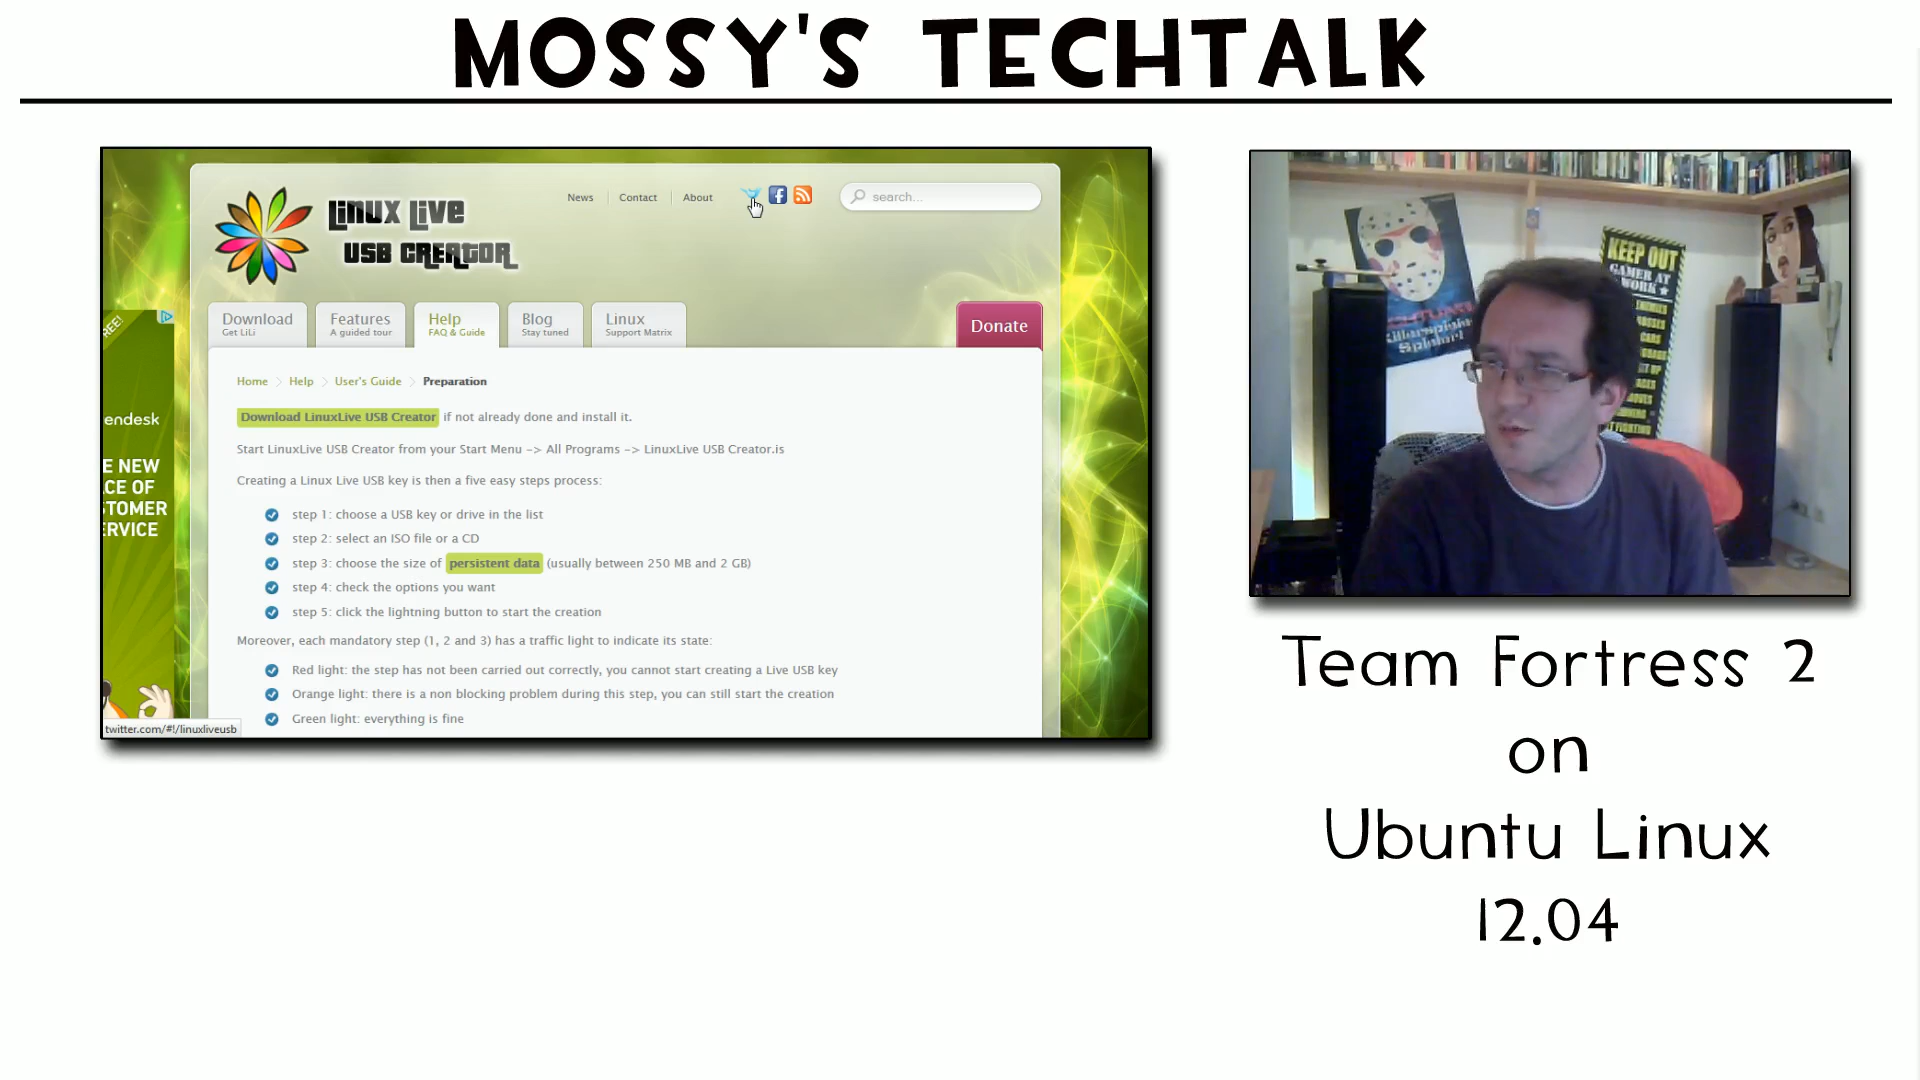 MOSSY'S TECHTALK
LinuX Live
USB CREATOR
News
Contact
About
search...
Download
Get LiLi
Features
A guided tour
Help
FAQ & Guide
Blog
Stay tuned
Linux
Support Matrix
Donate
Home
Help
User's Guide
Preparation
Download LinuxLive USB Creator if not already done and install it.
Start LinuxLive USB Creator from your Start Menu -> All Programs -> LinuxLive USB Creator.is
Creating a Linux Live USB key is then a five easy steps process:
step 1: choose a USB key or drive in the list
step 2: select an ISO file or a CD
step 3: choose the size of persistent data (usually between 250 MB and 2 GB)
step 4: check the options you want
step 5: click the lightning button to start the creation
Moreover, each mandatory step (1, 2 and 3) has a traffic light to indicate its state:
Red light: the step has not been carried out correctly, you cannot start creating a Live USB key
Orange light: there is a non blocking problem during this step, you can still start the creation
Green light: everything is fine
REE!
endesk
E NEW
CE OF
STOMER
RVICE
twitter.com/#!/linuxliveusb
KEEP OUT
GAMER AT
WORK
Team Fortress 2
on
Ubuntu Linux
12.04